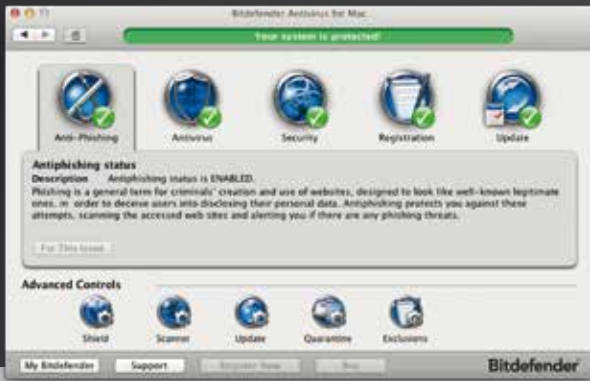 Bitdefender Antivirus for Mac
Your system is protected!
Anti-Phishing Antivirus Security Registration Update
Antiphishing status
Description Antiphishing status is ENABLED.
Phishing is a general term for criminals' creation and use of websites, designed to look like well-known legitimate
ones, in order to deceive users into disclosing their personal data. Antiphishing protects you against these
attempts, scanning the accessed web sites and alerting you if there are any phishing threats.
Advanced Controls
Shield Scanner Update Quarantine Exclusions
My Bitdefender Support Register Now Buy
Bitdefender